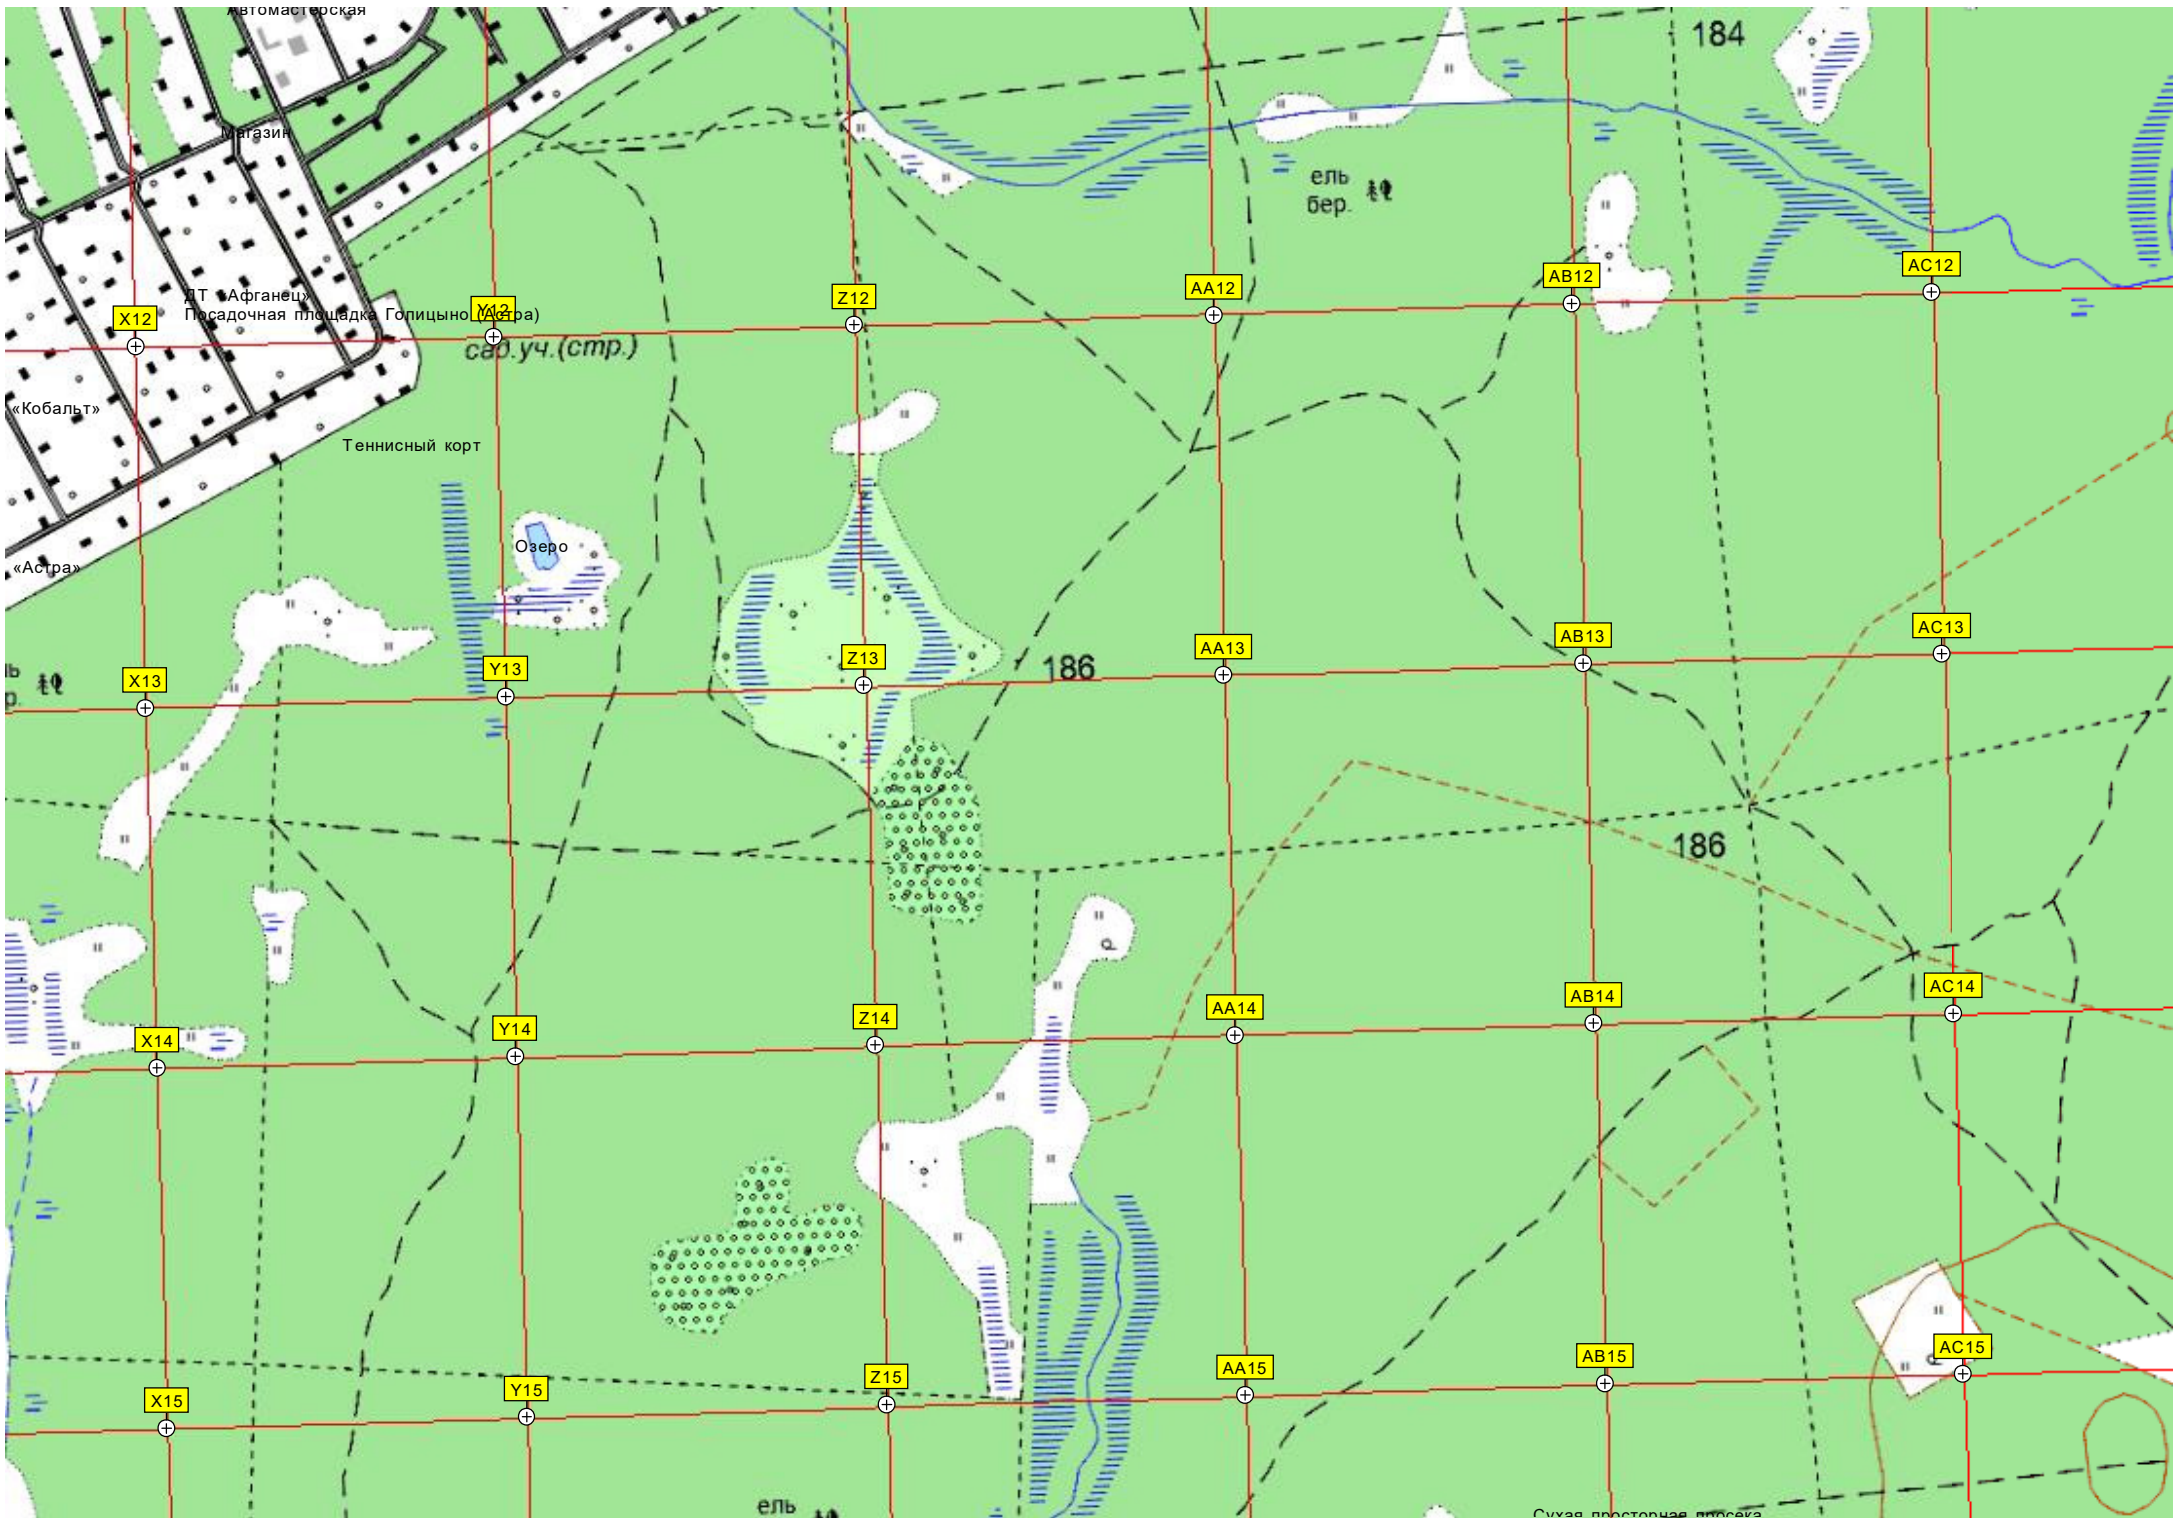 Автомастерская
184
Магазин
ель
бер.
AC12
AB12
AA12
ДТ «Афганец»
Z12
X12
Y12
Посадочная площадка Голицыно (Астра)
сад.уч.(стр.)
«Кобальт»
Теннисный корт
Озеро
«Астра»
AC13
AB13
AA13
Z13
186
Y13
X13
р.
186
AC14
AB14
AA14
Z14
Y14
X14
AC15
AB15
AA15
Z15
Y15
X15
ель
Сухая просторная просека